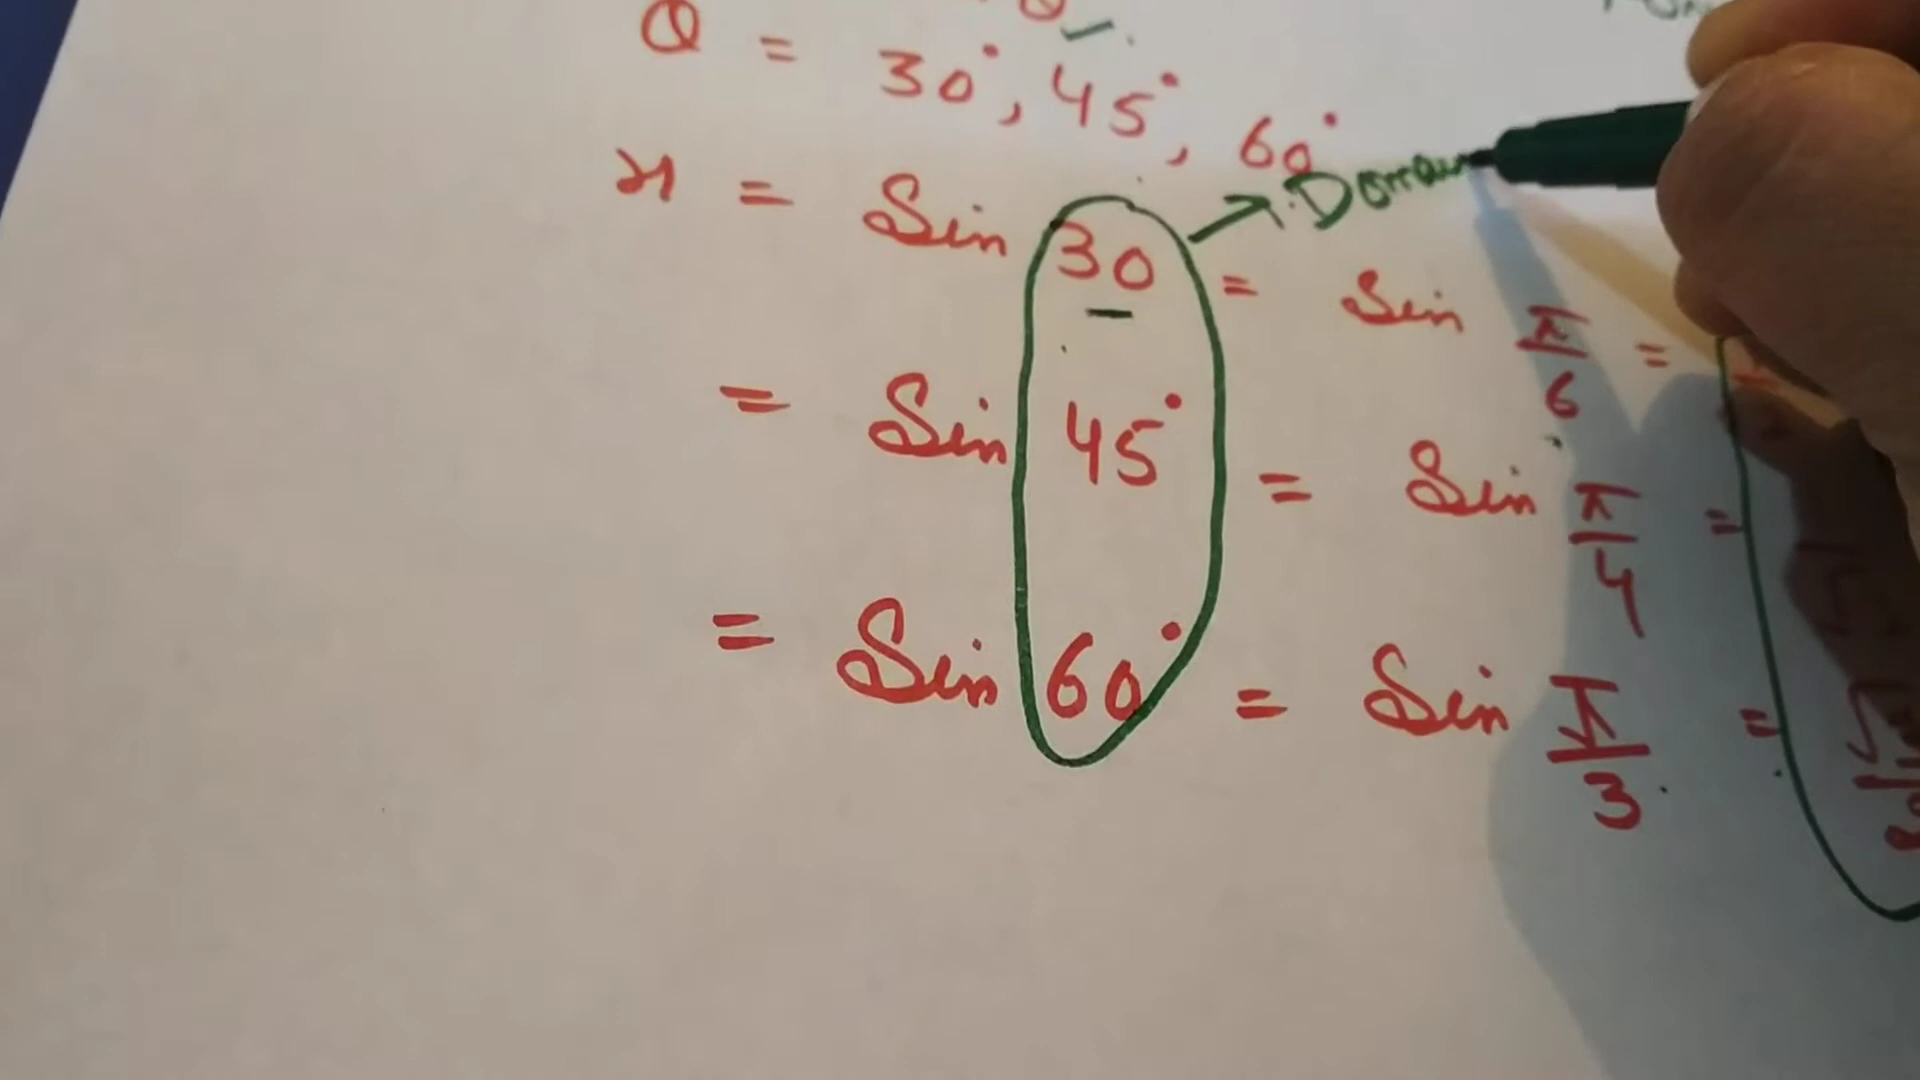 θ
θ = 30°, 45°, 60°
x = Sin 30 = Sin π/6 =
→ Domain
= Sin 45° = Sin π/4 =
= Sin 60° = Sin π/3 =